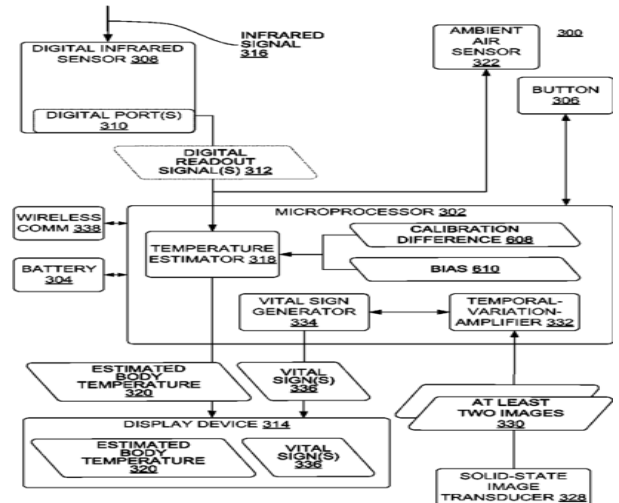 INFRARED
SIGNAL
316
DIGITAL INFRARED
SENSOR 308
DIGITAL PORT(S)
310
AMBIENT
AIR
SENSOR
322
300
BUTTON
306
DIGITAL
READOUT
SIGNAL(S) 312
MICROPROCESSOR 302
WIRELESS
COMM 338
BATTERY
304
TEMPERATURE
ESTIMATOR 318
CALIBRATION
DIFFERENCE 608
BIAS 610
VITAL SIGN
GENERATOR
334
TEMPORAL-
VARIATION-
AMPLIFIER 332
ESTIMATED
BODY
TEMPERATURE
320
VITAL
SIGN(S)
336
AT LEAST
TWO IMAGES
330
DISPLAY DEVICE 314
ESTIMATED
BODY
TEMPERATURE
320
VITAL
SIGN(S)
336
SOLID-STATE
IMAGE
TRANSDUCER 328